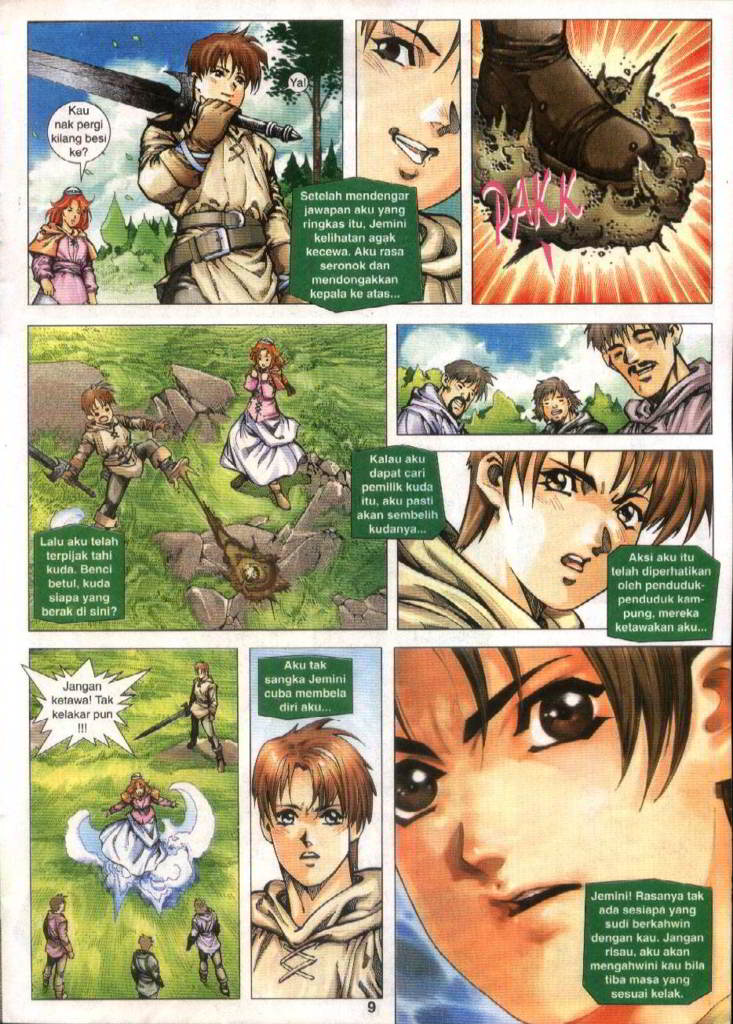 Kau
nak pergi
kilang besi
ke?
Ya!
Setelah mendengar
jawapan aku yang
ringkas itu, Jemini
kelihatan agak
kecewa. Aku rasa
seronok dan
mendongakkan
kepala ke atas...
PAKK
Lalu aku telah
terpijak tahi
kuda. Benci
betul, kuda
siapa yang
berak di sini?
Kalau aku
dapat cari
pemilik kuda
itu, aku pasti
akan sembelih
kudanya...
Aksi aku itu
telah diperhatikan
oleh penduduk-
penduduk kam-
pung, mereka
ketawakan aku...
Jangan
ketawa! Tak
kelakar pun
!!!
Aku tak
sangka Jemini
cuba membela
diri aku...
Jemini! Rasanya tak
ada sesiapa yang
sudi berkahwin
dengan kau. Jangan
risau, aku akan
mengahwini kau bila
tiba masa yang
sesuai kelak.
9